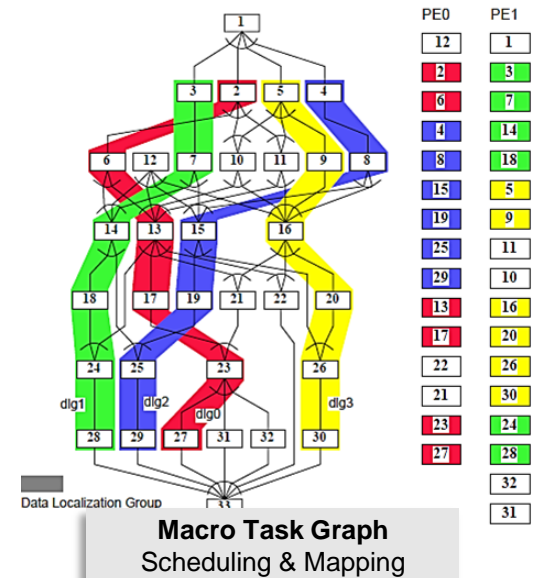 PE0 PE1
1
12 1
2 3
3 2 5 4
6 7
4 14
8 18
6 12 7 10 11 9 8
15 5
19 9
14 13 15 16
25 11
29 10
18 17 19 21 22 20
13 16
17 20
24 25 23 26
22 26
21 30
dlg1 dlg2 dlg0 dlg3
23 24
28 29 27 31 32 30
27 28
32
31
33
Data Localization Group
Macro Task Graph
Scheduling & Mapping